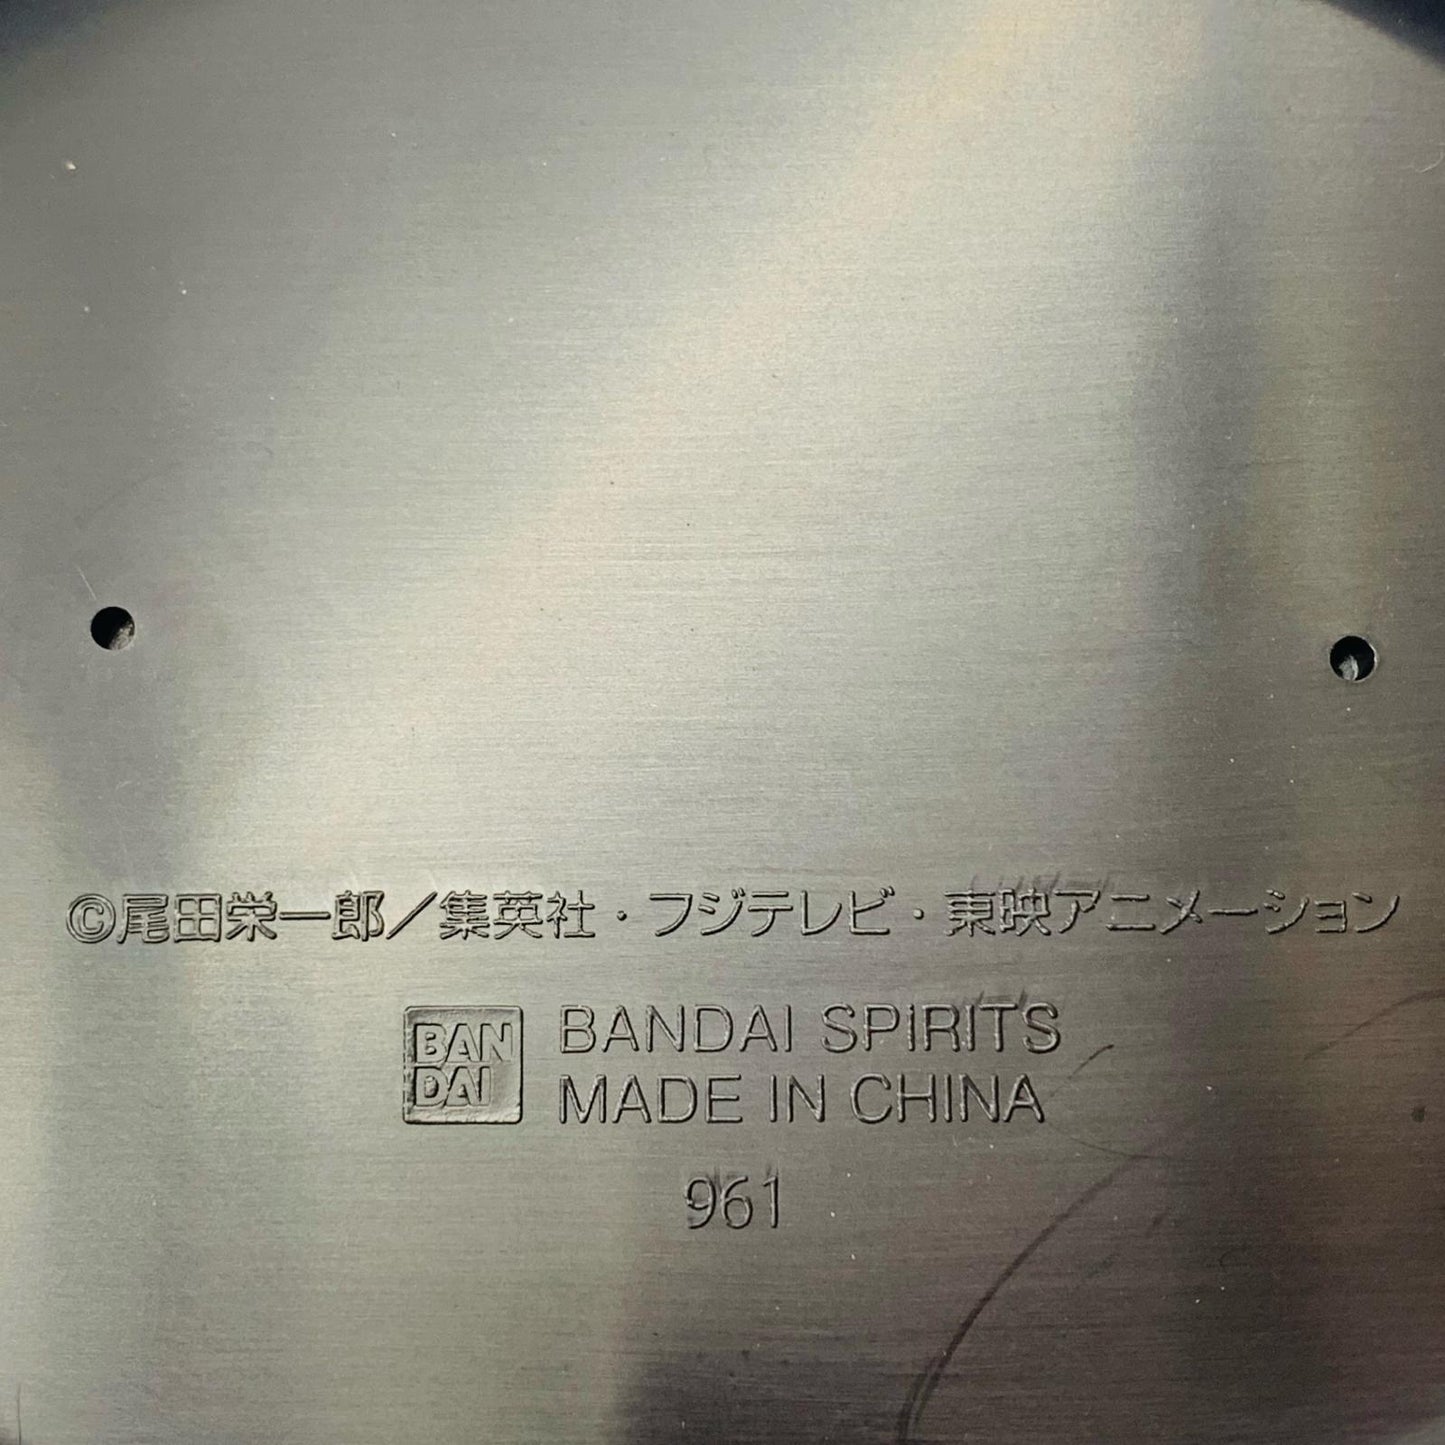 ©尾田栄一郎／集英社・フジテレビ・東映アニメーション
BAN
DAI
BANDAI SPIRITS
MADE IN CHINA
961